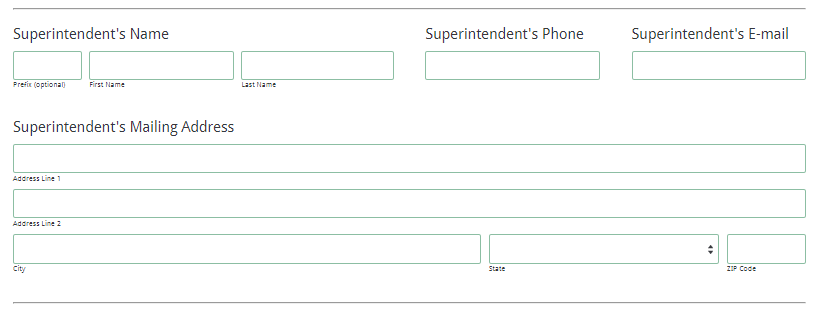 Superintendent's Name Superintendent's Phone Superintendent's E-mail
Prefix (optional) First Name Last Name
Superintendent's Mailing Address
Address Line 1
Address Line 2
City State ZIP Code